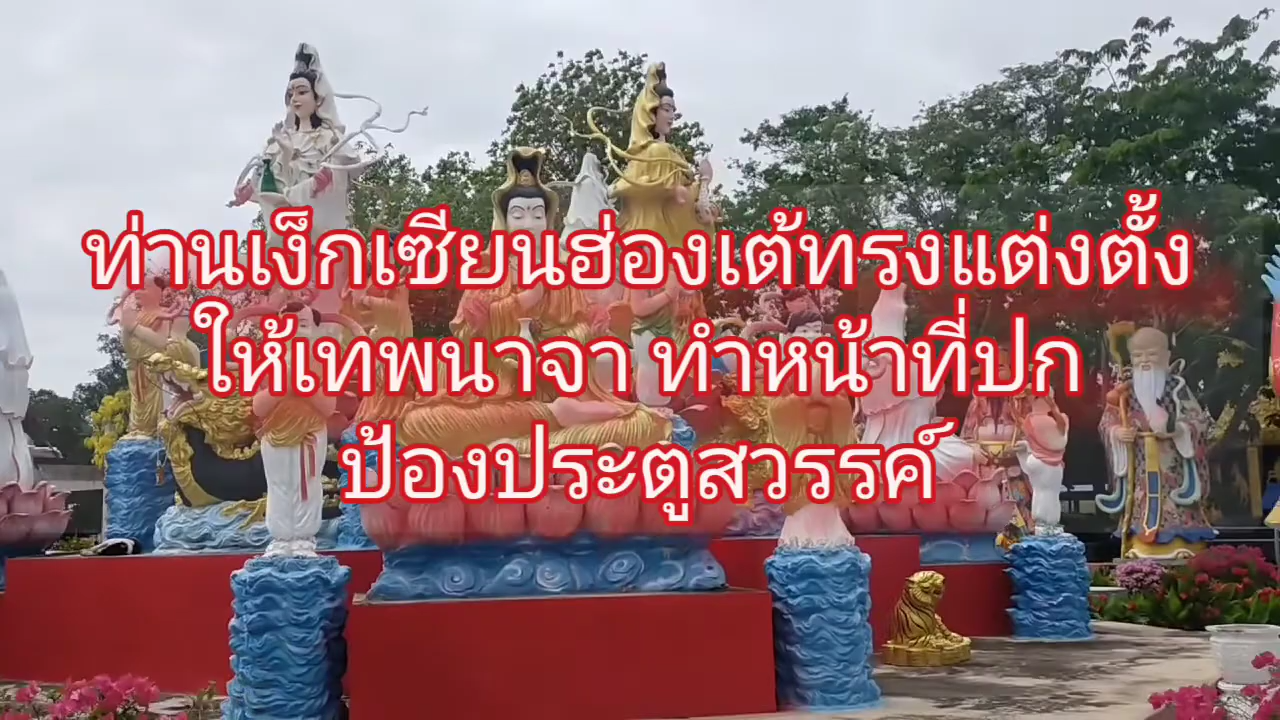 ท่านเง็กเซียนฮ่องเต้ทรงแต่งตั้ง
ให้เทพนาจา ทำหน้าที่ปก
ป้องประตูสวรรค์